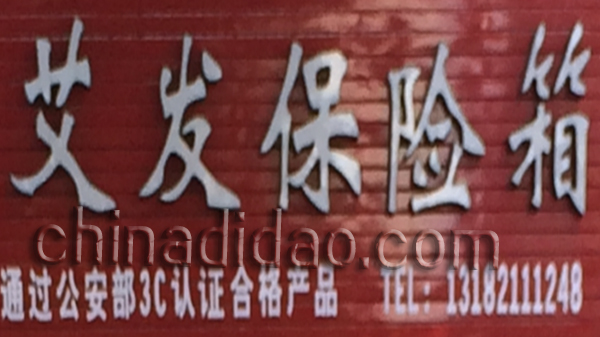 艾发保险箱
chinadidao.com
通过公安部3C认证合格产品 TEL: 13182111248